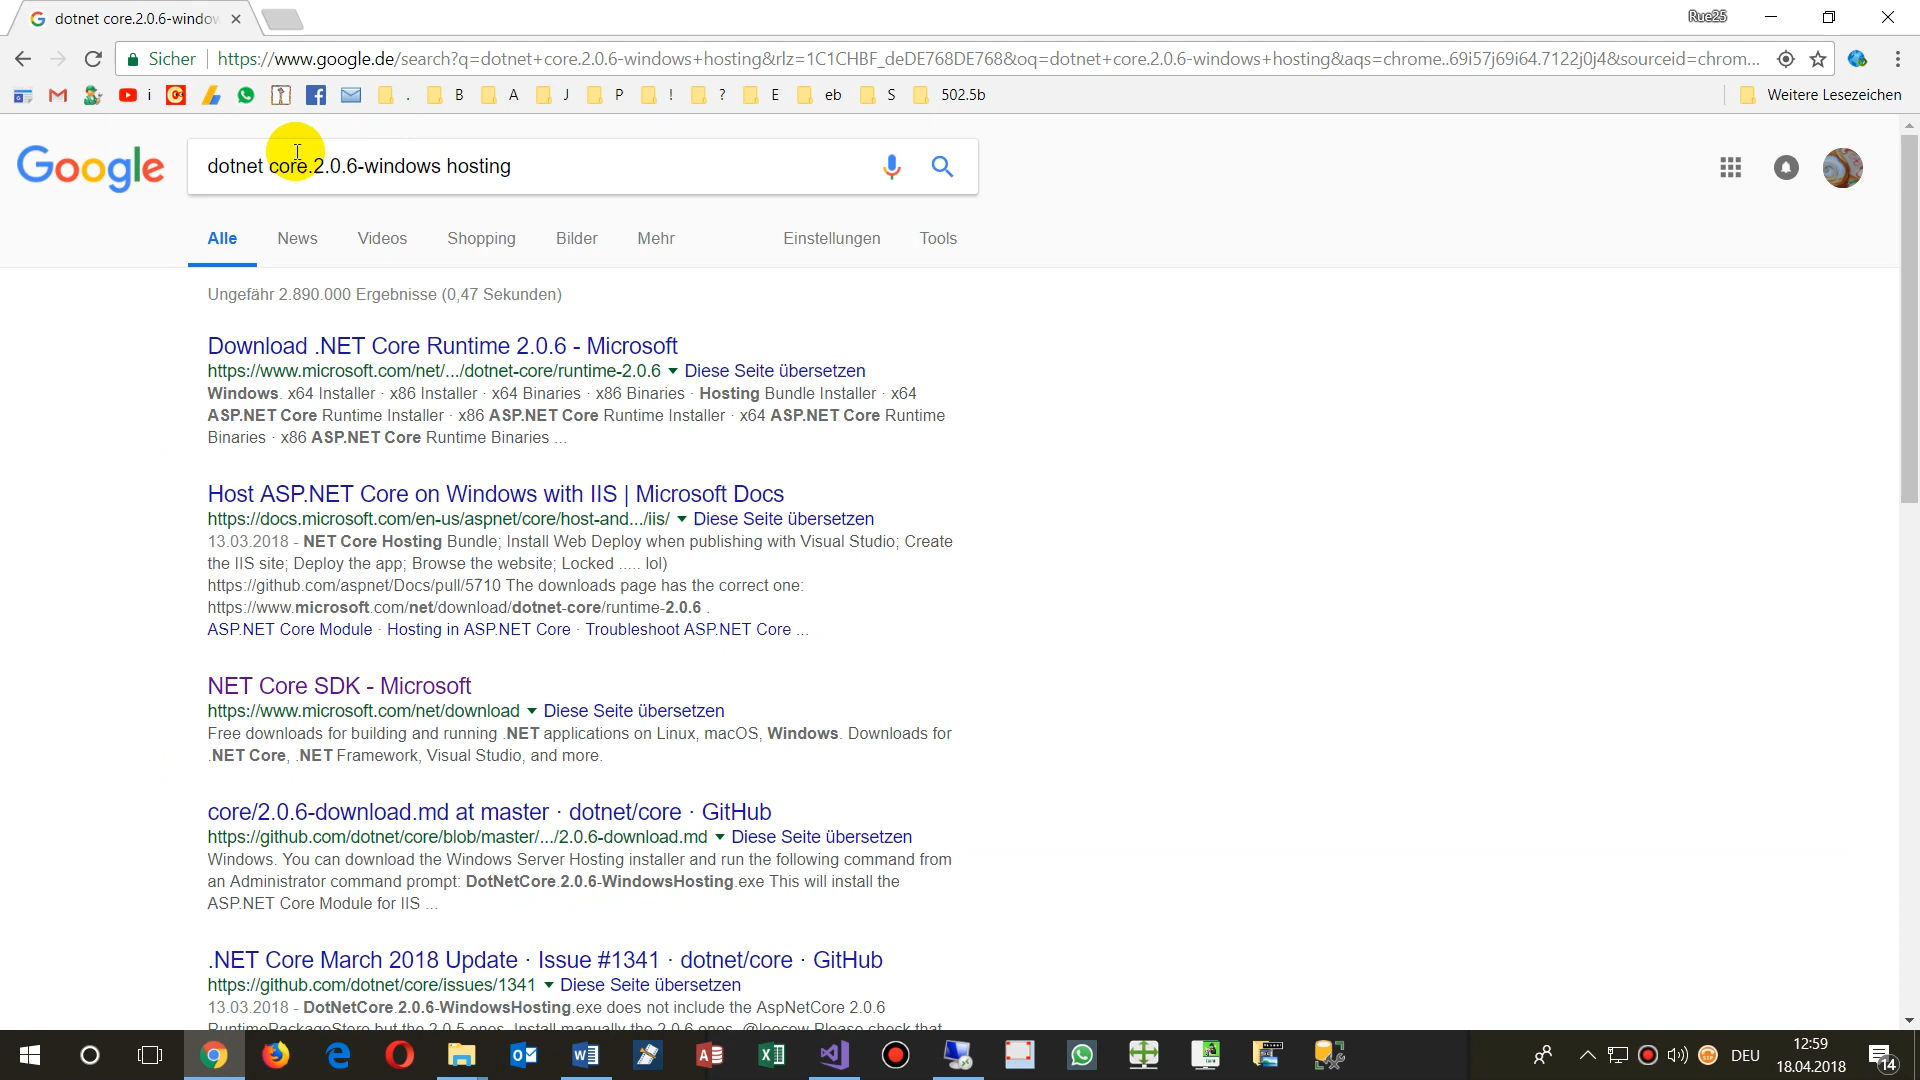 dotnet core.2.0.6-windov
Rue25
Sicher
https://www.google.de/search?q=dotnet+core.2.0.6-windows+hosting&rlz=1C1CHBF_deDE768DE768&oq=dotnet+core.2.0.6-windows+hosting&aqs=chrome..69i57j69i64.7122j0j4&sourceid=chrom...
i . B A J P ! ? E eb S 502.5b Weitere Lesezeichen
Google
dotnet core.2.0.6-windows hosting
Alle News Videos Shopping Bilder Mehr Einstellungen Tools
Ungefähr 2.890.000 Ergebnisse (0,47 Sekunden)
Download .NET Core Runtime 2.0.6 - Microsoft
https://www.microsoft.com/net/.../dotnet-core/runtime-2.0.6 ▼ Diese Seite übersetzen
Windows. x64 Installer · x86 Installer · x64 Binaries · x86 Binaries · Hosting Bundle Installer · x64
ASP.NET Core Runtime Installer · x86 ASP.NET Core Runtime Installer · x64 ASP.NET Core Runtime
Binaries · x86 ASP.NET Core Runtime Binaries ...
Host ASP.NET Core on Windows with IIS | Microsoft Docs
https://docs.microsoft.com/en-us/aspnet/core/host-and.../iis/ ▼ Diese Seite übersetzen
13.03.2018 - NET Core Hosting Bundle; Install Web Deploy when publishing with Visual Studio; Create
the IIS site; Deploy the app; Browse the website; Locked ..... lol)
https://github.com/aspnet/Docs/pull/5710 The downloads page has the correct one:
https://www.microsoft.com/net/download/dotnet-core/runtime-2.0.6 .
ASP.NET Core Module · Hosting in ASP.NET Core · Troubleshoot ASP.NET Core ...
NET Core SDK - Microsoft
https://www.microsoft.com/net/download ▼ Diese Seite übersetzen
Free downloads for building and running .NET applications on Linux, macOS, Windows. Downloads for
.NET Core, .NET Framework, Visual Studio, and more.
core/2.0.6-download.md at master · dotnet/core · GitHub
https://github.com/dotnet/core/blob/master/.../2.0.6-download.md ▼ Diese Seite übersetzen
Windows. You can download the Windows Server Hosting installer and run the following command from
an Administrator command prompt: DotNetCore.2.0.6-WindowsHosting.exe This will install the
ASP.NET Core Module for IIS ...
.NET Core March 2018 Update · Issue #1341 · dotnet/core · GitHub
https://github.com/dotnet/core/issues/1341 ▼ Diese Seite übersetzen
13.03.2018 - DotNetCore.2.0.6-WindowsHosting.exe does not include the AspNetCore 2.0.6
RuntimePackageStore but the 2.0.5 ones. Install manually the 2.0.6 ones. @leecow Please check that
DEU
12:59
18.04.2018
14